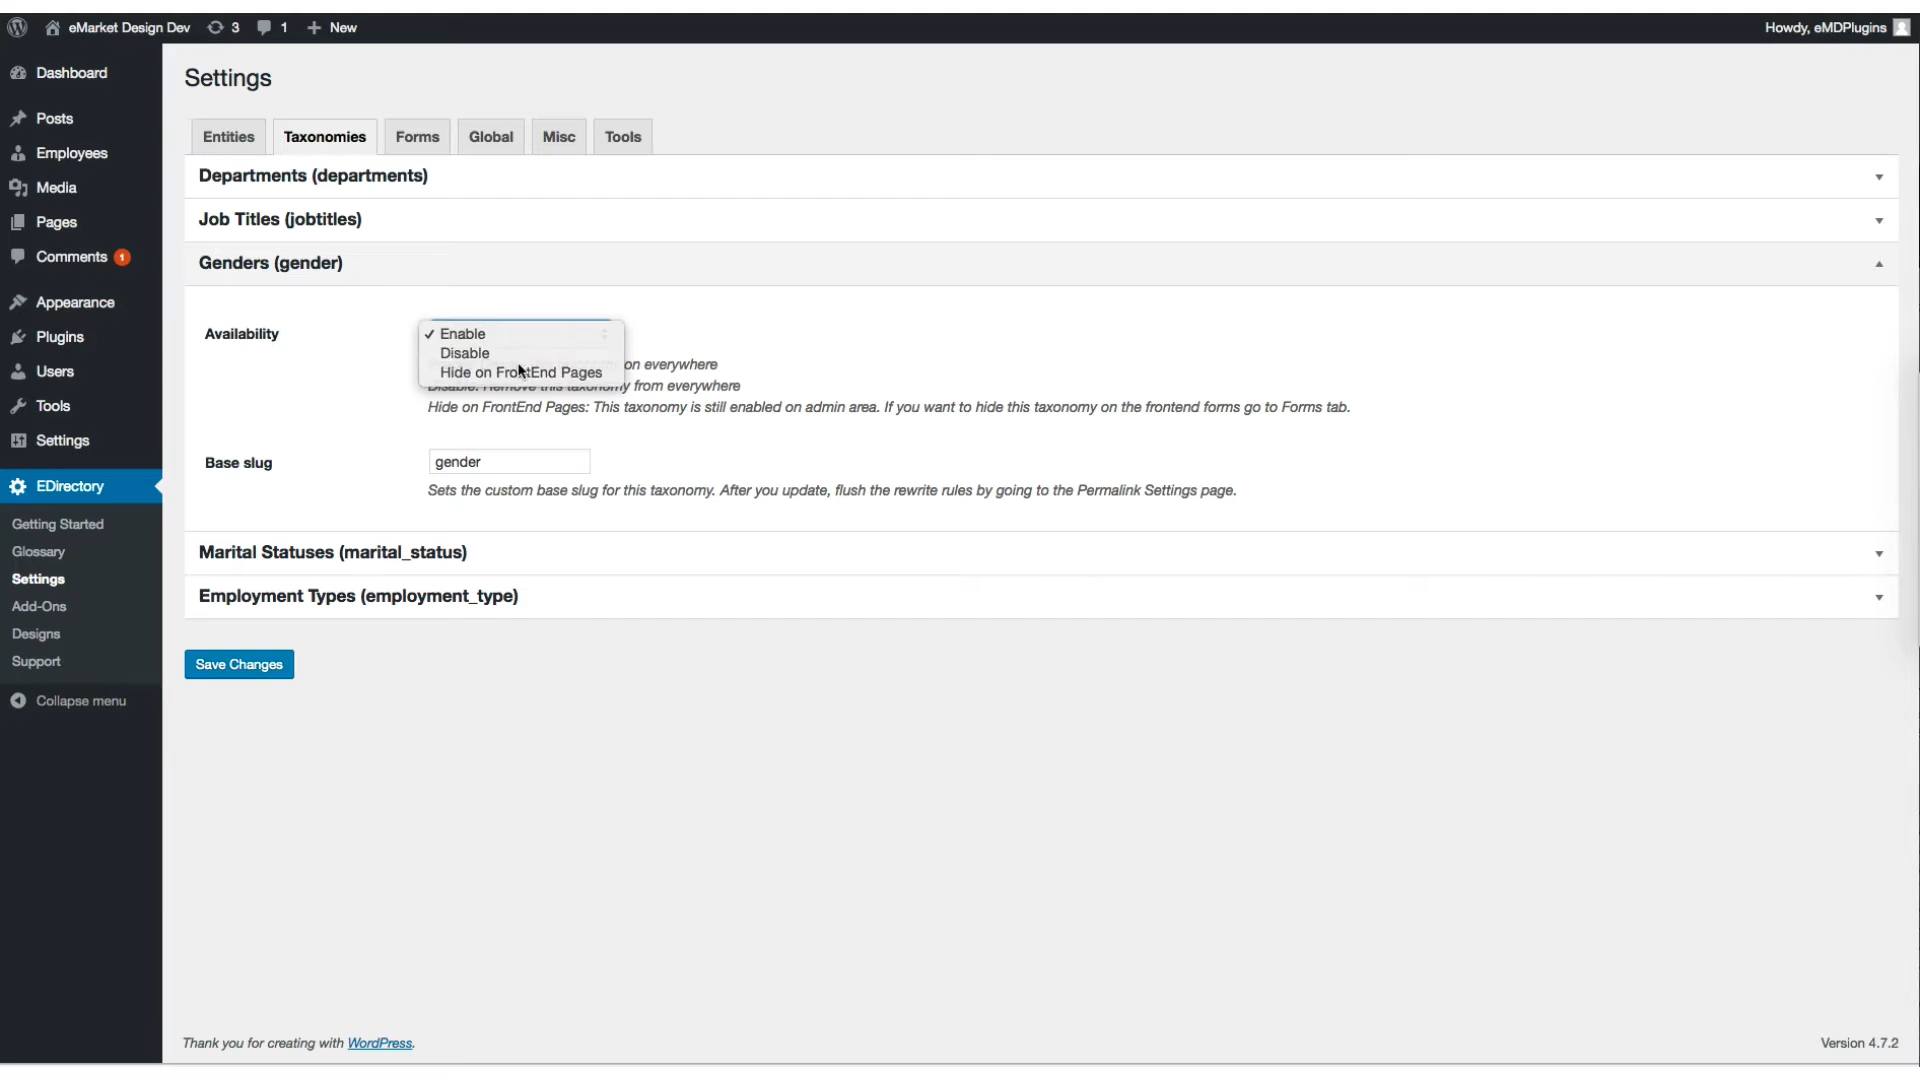 eMarket Design Dev 3 1 New Howdy, eMDPlugins
Dashboard
Posts
Employees
Media
Pages
Comments 1
Appearance
Plugins
Users
Tools
Settings
EDirectory
Getting Started
Glossary
Settings
Add-Ons
Designs
Support
Collapse menu
Settings
Entities Taxonomies Forms Global Misc Tools
Departments (departments)
Job Titles (jobtitles)
Genders (gender)
Availability
✓ Enable
Disable
Hide on FrontEnd Pages
on everywhere
Disable: Remove this taxonomy from everywhere
Hide on FrontEnd Pages: This taxonomy is still enabled on admin area. If you want to hide this taxonomy on the frontend forms go to Forms tab.
Base slug gender
Sets the custom base slug for this taxonomy. After you update, flush the rewrite rules by going to the Permalink Settings page.
Marital Statuses (marital_status)
Employment Types (employment_type)
Save Changes
Thank you for creating with WordPress. Version 4.7.2